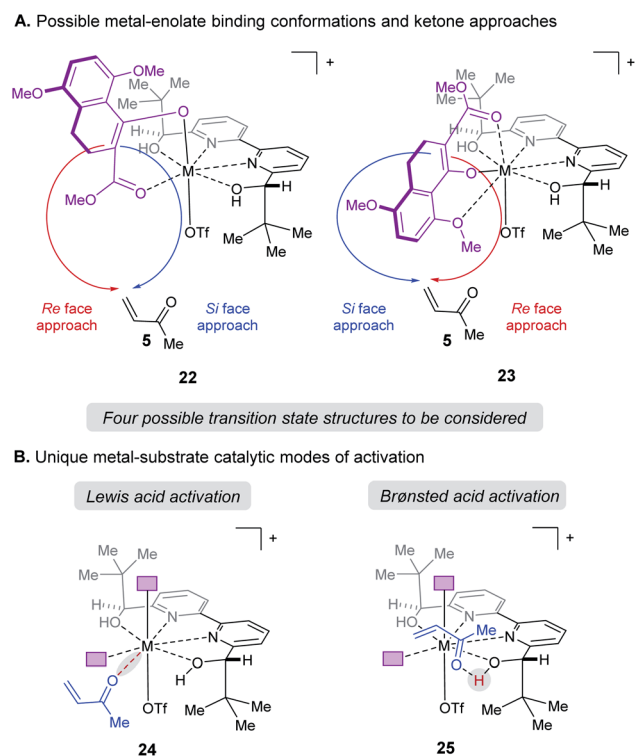 A. Possible metal-enolate binding conformations and ketone approaches
+
+
OMe
Me
Me
MeO
Me
O
H
HO
N
N
M
O
MeO
O
H
H
OTf
Me
Me
Me
MeO
Me
Me
Me
O
H
HO
N
N
O
M
MeO
O
Me
O
H
H
OTf
Me
Me
Me
Re face
approach
O
Me
5
Si face
approach
Si face
approach
O
Me
5
Re face
approach
22
23
Four possible transition state structures to be considered
B. Unique metal-substrate catalytic modes of activation
Lewis acid activation
Brønsted acid activation
+
+
Me
Me
Me
H
HO
N
N
M
O
H
H
O
Me
OTf
Me
Me
Me
Me
Me
Me
H
HO
N
N
Me
M
O
O
H
H
OTf
Me
Me
Me
24
25